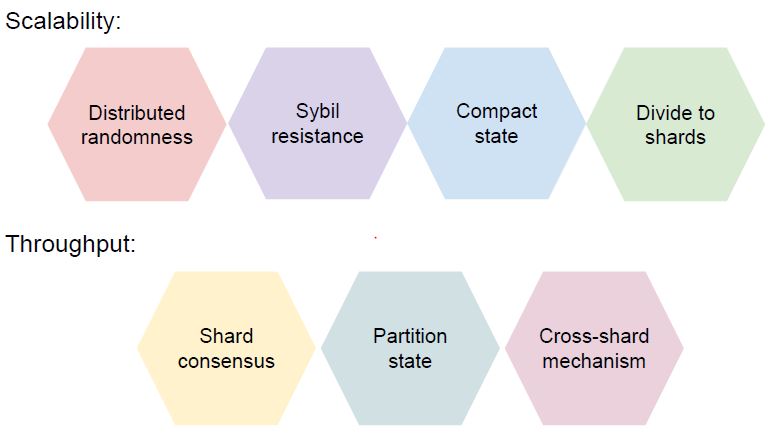 Scalability:
Distributed
randomness
Sybil
resistance
Compact
state
Divide to
shards
Throughput:
Shard
consensus
Partition
state
Cross-shard
mechanism